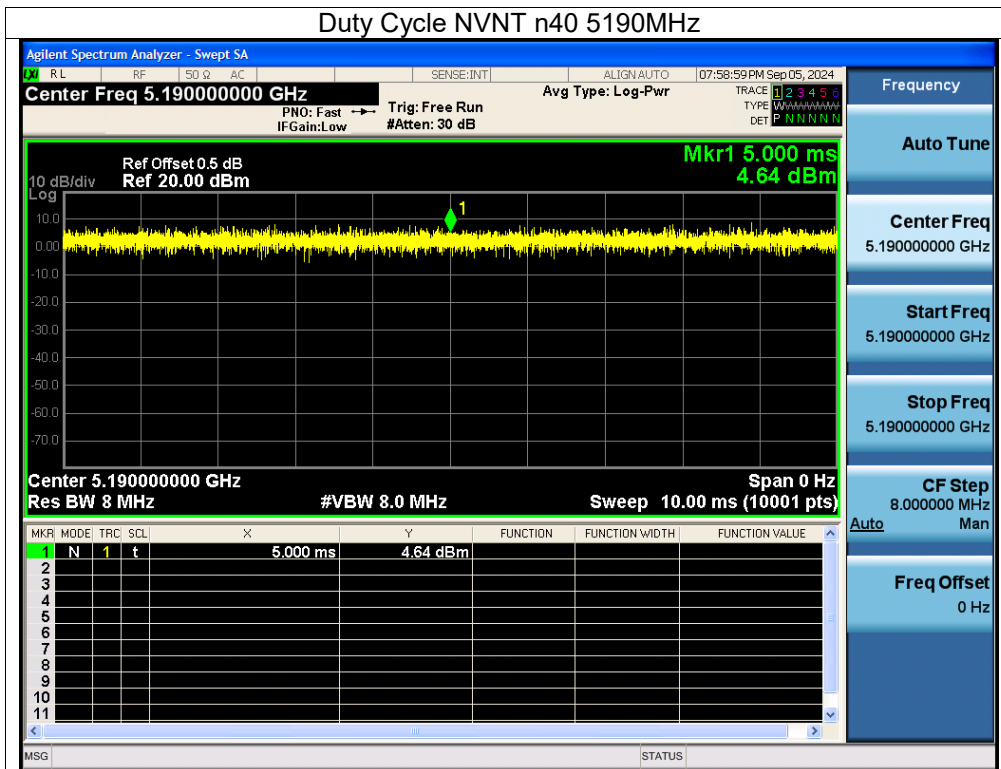 Duty Cycle NVNT n40 5190MHz
Agilent Spectrum Analyzer - Swept SA
LXI RL RF 50 Ω AC SENSE:INT ALIGN AUTO 07:58:59 PM Sep 05, 2024
Center Freq 5.190000000 GHz Avg Type: Log-Pwr TRACE 1 2 3 4 5 6
PNO: Fast Trig: Free Run TYPE WWWWWW
IFGain:Low #Atten: 30 dB DET P N N N N N
Mkr1 5.000 ms
Ref Offset 0.5 dB
10 dB/div Ref 20.00 dBm 4.64 dBm
Log
1
10.0
0.00
-10.0
-20.0
-30.0
-40.0
-50.0
-60.0
-70.0
Center 5.190000000 GHz Span 0 Hz
Res BW 8 MHz #VBW 8.0 MHz Sweep 10.00 ms (10001 pts)
MKR MODE TRC SCL X Y FUNCTION FUNCTION WIDTH FUNCTION VALUE
1 N 1 t 5.000 ms 4.64 dBm
2
3
4
5
6
7
8
9
10
11
MSG STATUS
Frequency
Auto Tune
Center Freq
5.190000000 GHz
Start Freq
5.190000000 GHz
Stop Freq
5.190000000 GHz
CF Step
8.000000 MHz
Auto Man
Freq Offset
0 Hz